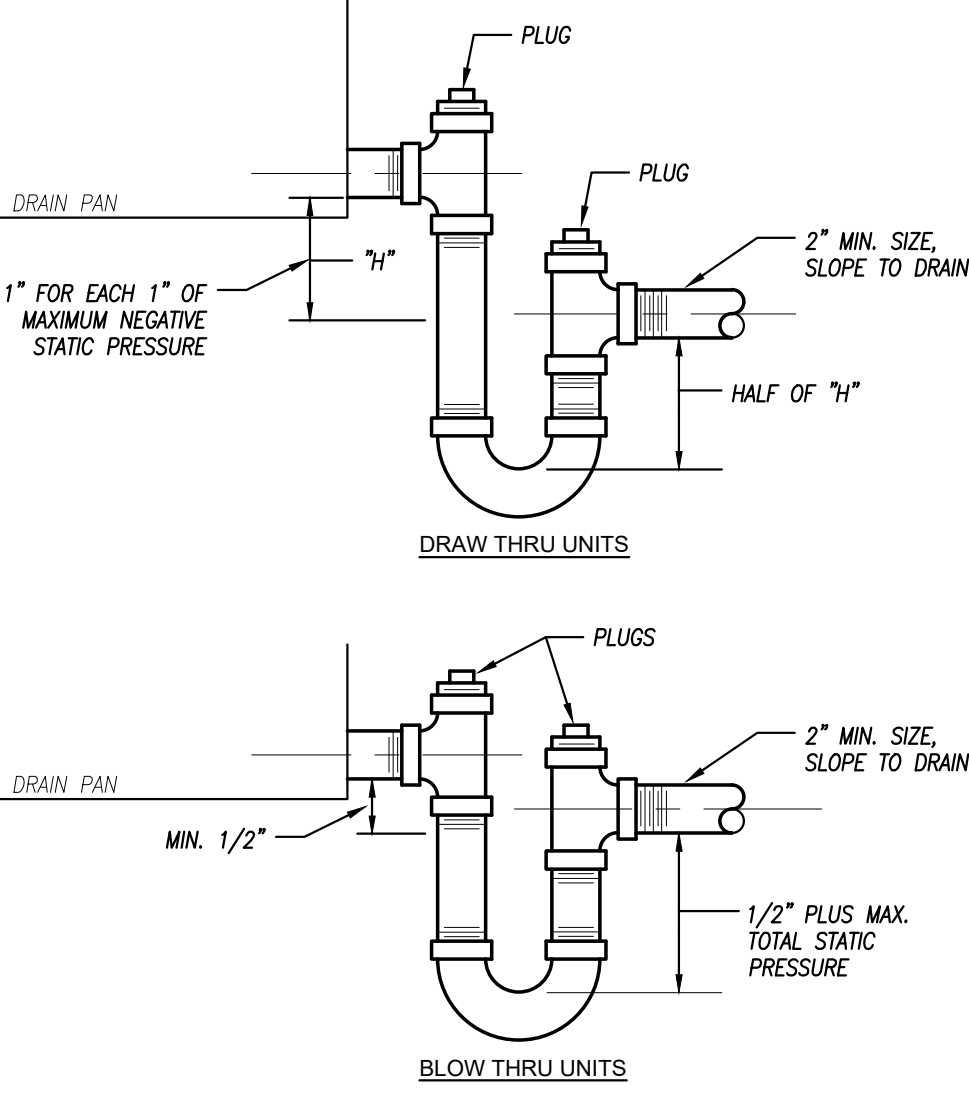 PLUG
PLUG
DRAIN PAN
2" MIN. SIZE,
SLOPE TO DRAIN
"H"
1" FOR EACH 1" OF
MAXIMUM NEGATIVE
STATIC PRESSURE
HALF OF "H"
DRAW THRU UNITS
PLUGS
2" MIN. SIZE,
SLOPE TO DRAIN
DRAIN PAN
MIN. 1/2"
1/2" PLUS MAX.
TOTAL STATIC
PRESSURE
BLOW THRU UNITS